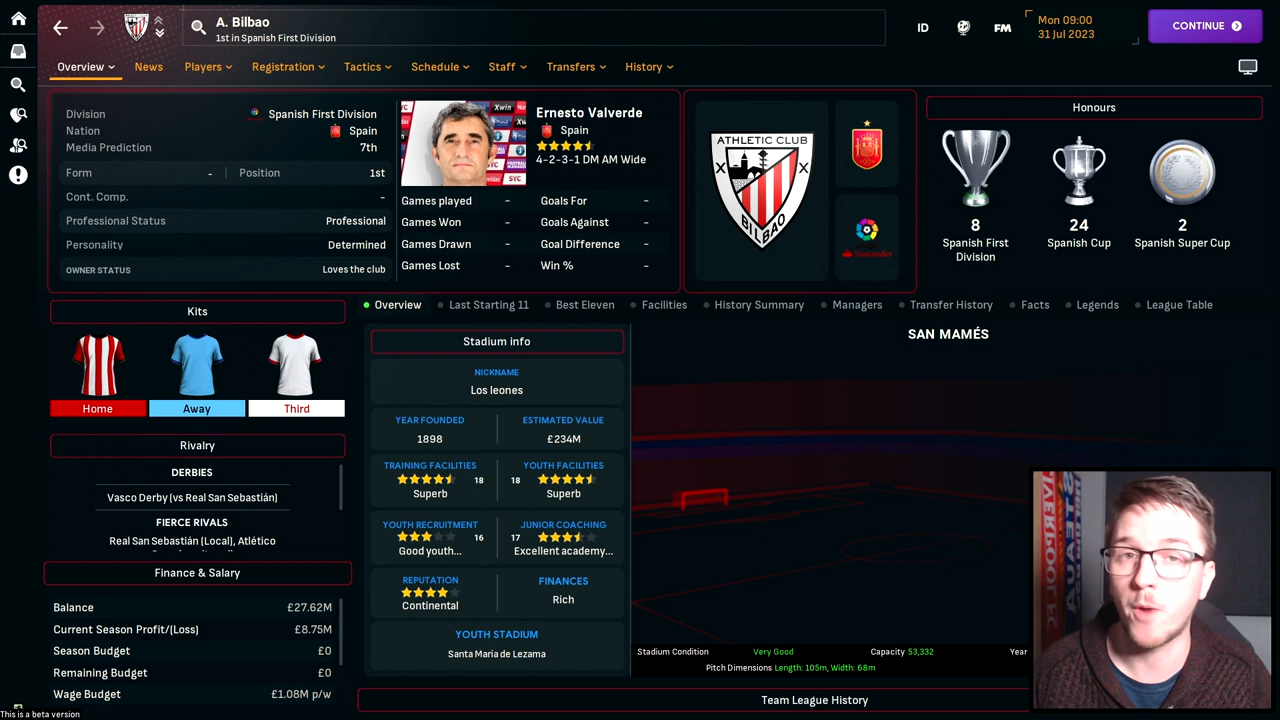 A. Bilbao
1st in Spanish First Division
ID
FM
Mon 09:00
31 Jul 2023
CONTINUE
Overview
News
Players
Registration
Tactics
Schedule
Staff
Transfers
History
Division
Spanish First Division
Nation
Spain
Media Prediction
7th
Form
-
Position
1st
Cont. Comp.
-
Professional Status
Professional
Personality
Determined
OWNER STATUS
Loves the club
Xwin
SYC
Ernesto Valverde
Spain
4-2-3-1 DM AM Wide
Games played
-
Goals For
-
Games Won
-
Goals Against
-
Games Drawn
-
Goal Difference
-
Games Lost
-
Win %
-
ATHLETIC CLUB
BILBAO
Santander
Honours
8
Spanish First
Division
24
Spanish Cup
2
Spanish Super Cup
Kits
Home
Away
Third
Rivalry
DERBIES
Vasco Derby (vs Real San Sebastián)
FIERCE RIVALS
Real San Sebastián (Local), Atlético
Finance & Salary
Balance
£27.62M
Current Season Profit/(Loss)
£8.75M
Season Budget
£0
Remaining Budget
£0
Wage Budget
£1.08M p/w
This is a beta version
Overview
Last Starting 11
Best Eleven
Facilities
History Summary
Managers
Transfer History
Facts
Legends
League Table
Stadium info
NICKNAME
Los leones
YEAR FOUNDED
1898
ESTIMATED VALUE
£234M
TRAINING FACILITIES
18
Superb
YOUTH FACILITIES
18
Superb
YOUTH RECRUITMENT
16
Good youth...
JUNIOR COACHING
17
Excellent academy...
REPUTATION
Continental
FINANCES
Rich
YOUTH STADIUM
Santa María de Lezama
SAN MAMÉS
Stadium Condition
Very Good
Capacity 53,332
Year
Pitch Dimensions Length: 105m, Width: 68m
Team League History
LIVERPOOL
STEAUA